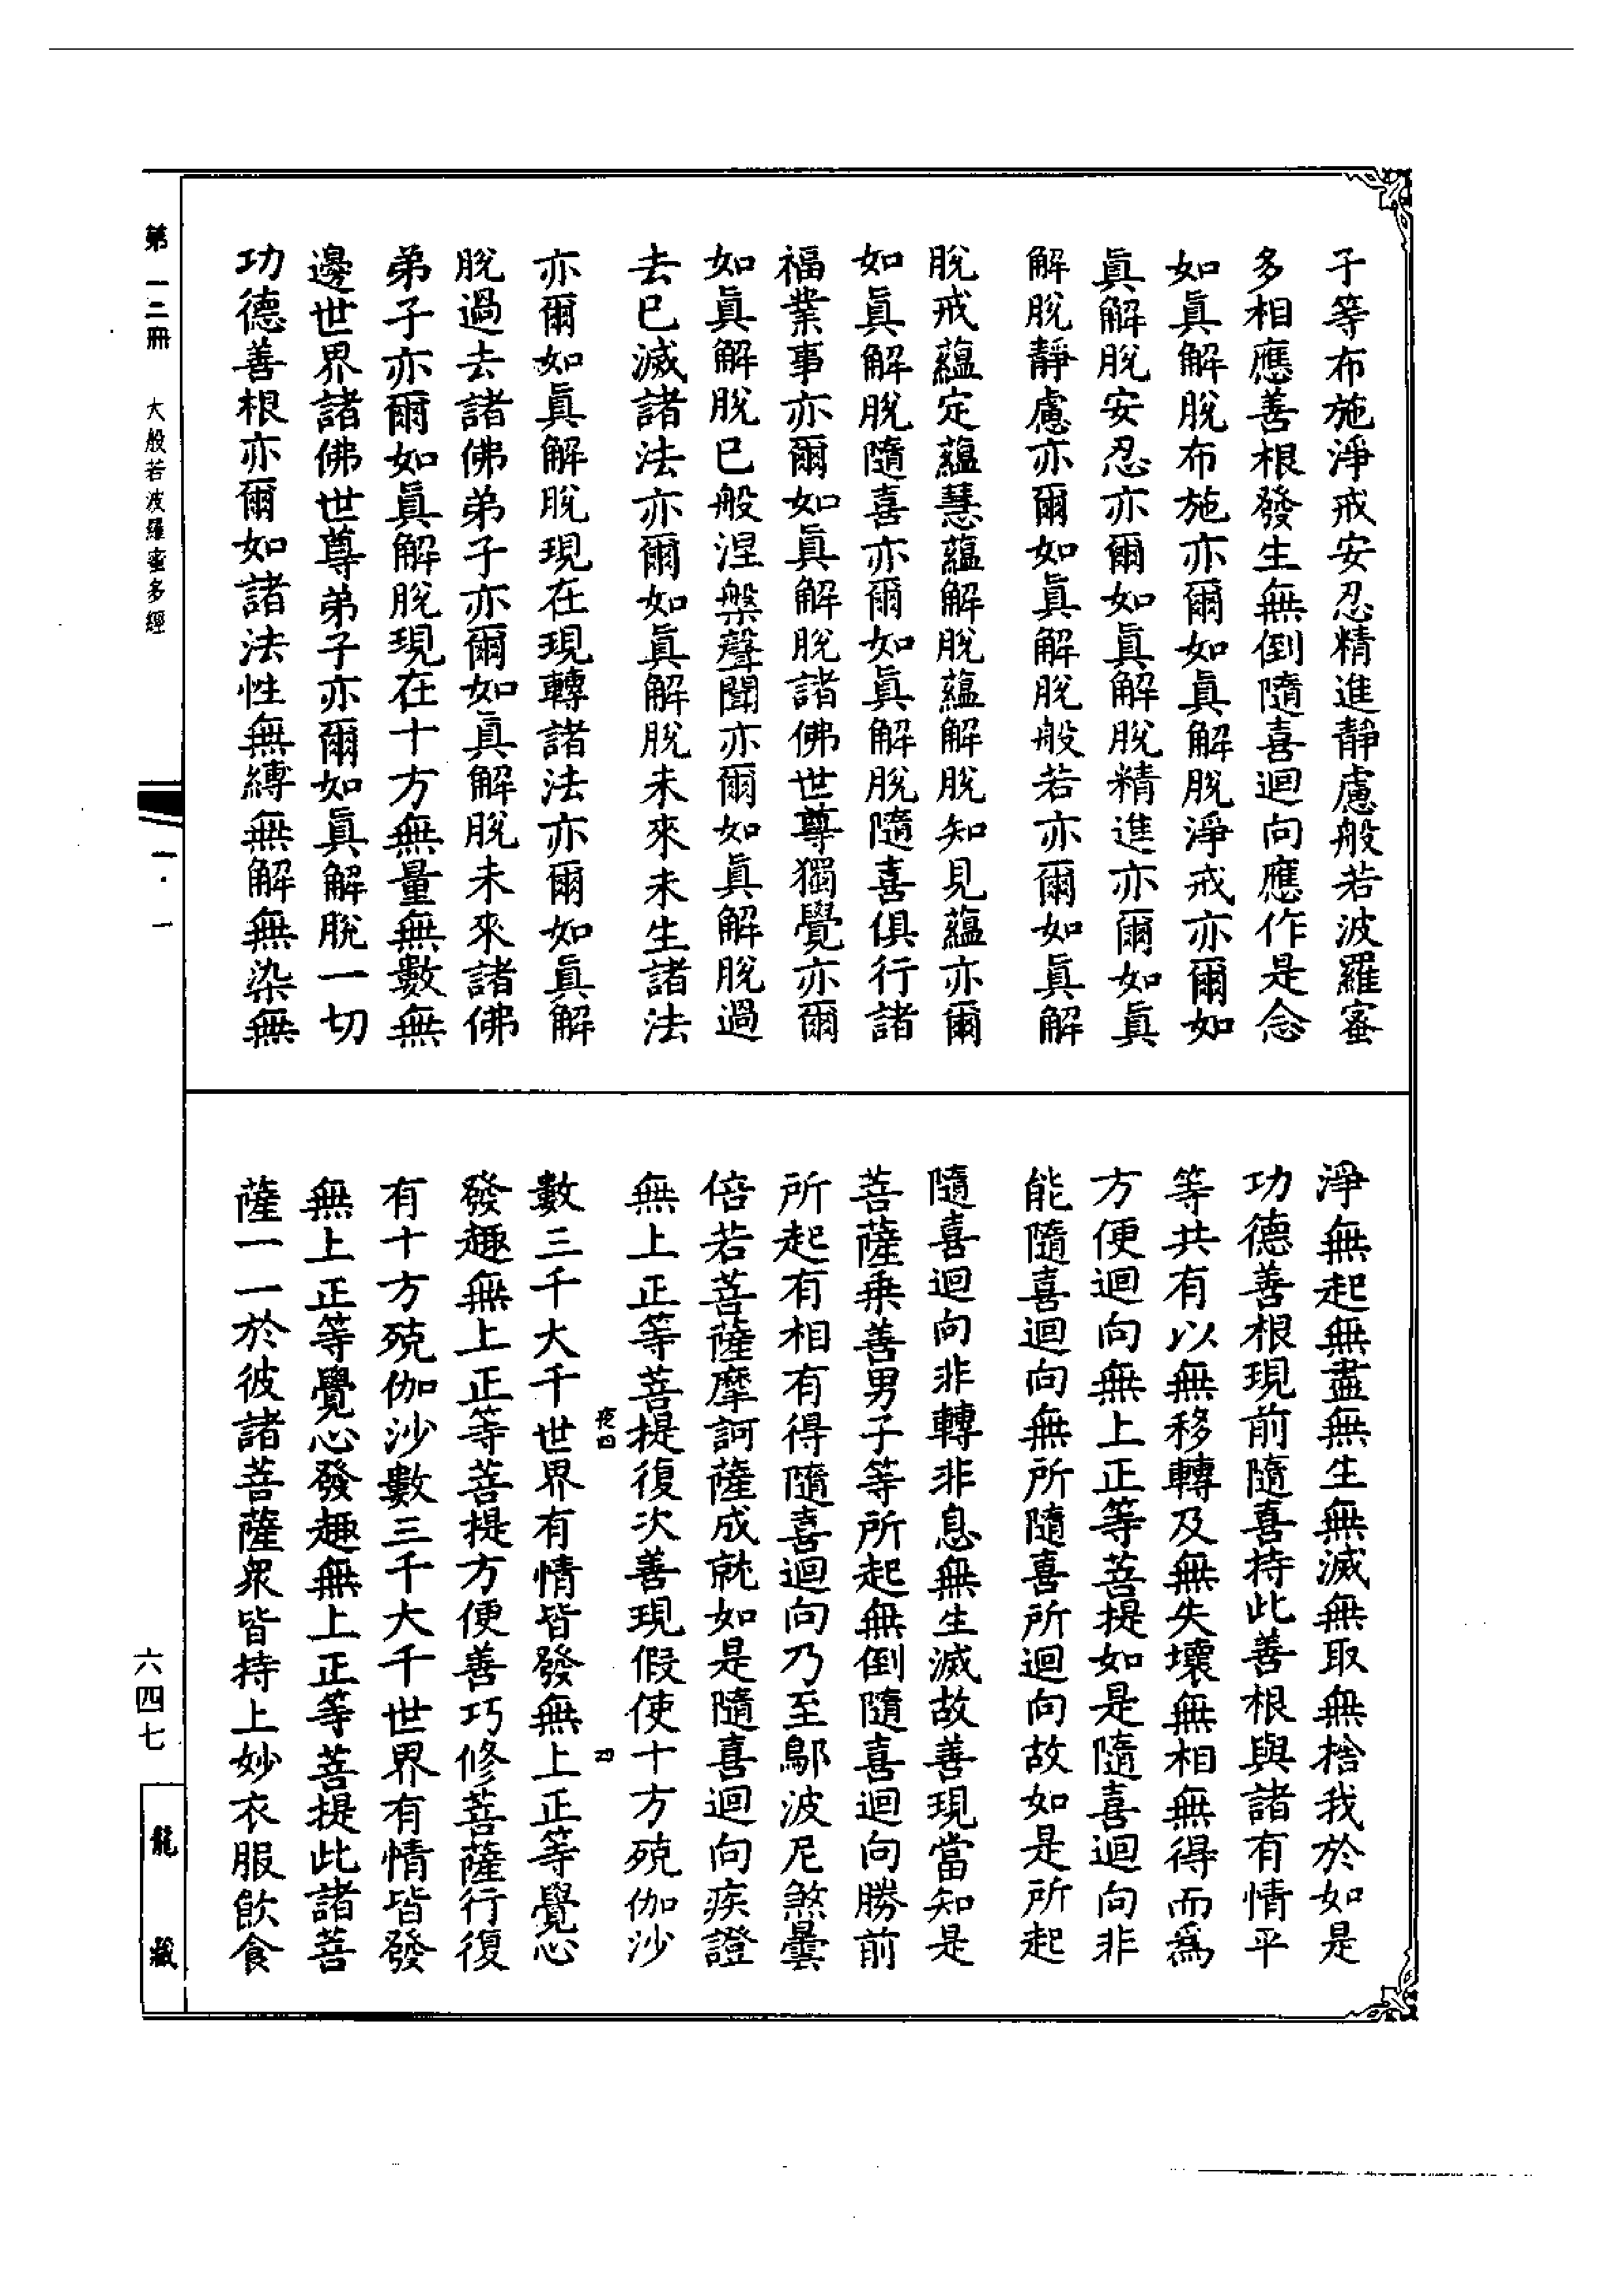 子等布施淨戒安忍精進靜慮般若波羅蜜
多相應善根發生無倒隨喜迴向應作是念
如眞解脫布施亦爾如眞解脫淨戒亦爾如
眞解脫安忍亦爾如眞解脫精進亦爾如眞
解脫靜慮亦爾如眞解脫般若亦爾如眞解
脫戒蘊定蘊慧蘊解脫蘊解脫知見蘊亦爾
如眞解脫隨喜亦爾如眞解脫隨喜俱行諸
福業事亦爾如眞解脫諸佛世尊獨覺亦爾
如眞解脫已般涅槃聲聞亦爾如眞解脫過
去已滅諸法亦爾如眞解脫未來未生諸法
亦爾如眞解脫現在現轉諸法亦爾如眞解
脫過去諸佛弟子亦爾如眞解脫未來諸佛
弟子亦爾如眞解脫現在十方無量無數無
邊世界諸佛世尊弟子亦爾如眞解脫一切
功德善根亦爾如諸法性無縛無解無染無
淨無起無盡無生無滅無取無捨我於如是
功德善根現前隨喜持此善根與諸有情平
等共有以無移轉及無失壞無相無得而爲
方便迴向無上正等菩提如是隨喜迴向非
能隨喜迴向無所隨喜所迴向故如是所起
隨喜迴向非轉非息無生滅故善現當知是
菩薩乗善男子等所起無倒隨喜迴向勝前
所起有相有得隨喜迴向乃至鄔波尼煞曇
倍若菩薩摩訶薩成就如是隨喜迴向疾證
無上正等菩提復次善現假使十方殑伽沙
夜四
四
數三千大千世界有情皆發無上正等覺心
發趣無上正等菩提方便善巧修菩薩行復
有十方殑伽沙數三千大千世界有情皆發
無上正等覺心發趣無上正等菩提此諸菩
薩一一於彼諸菩薩衆皆持上妙衣服飲食
第一二冊 大般若波羅蜜多經
一·一
六四七
龍藏